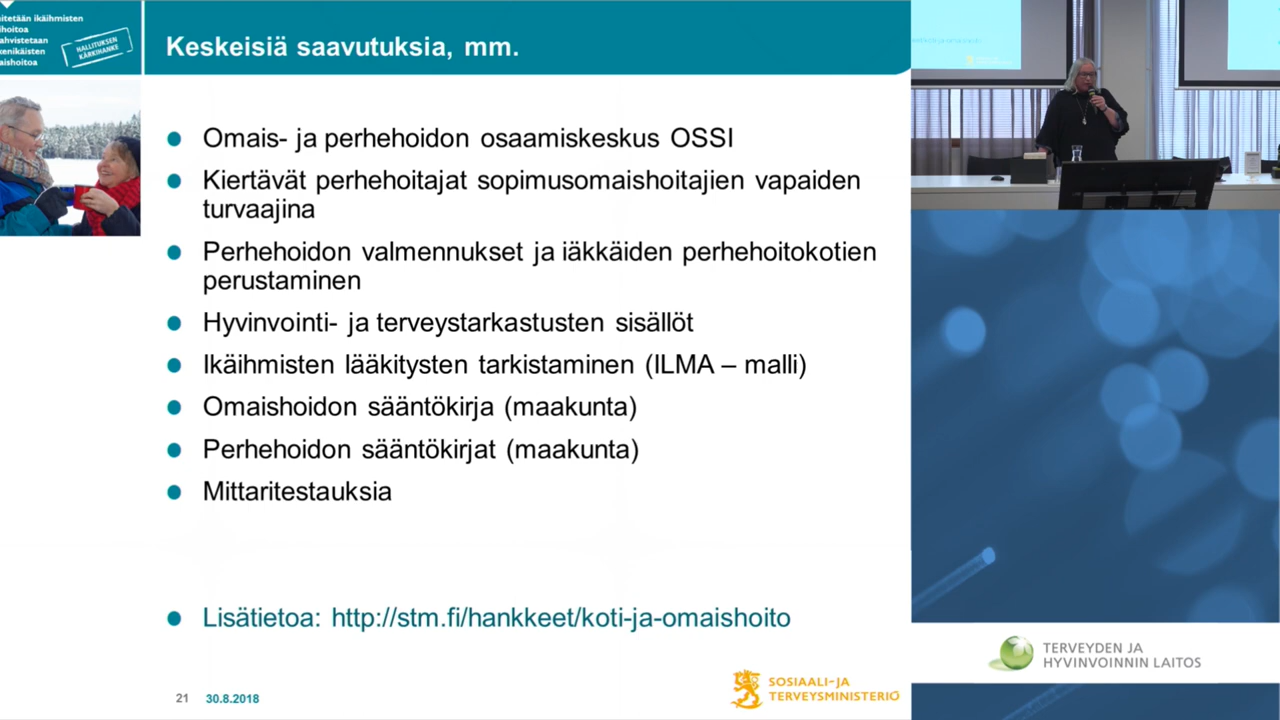 ikäihmisten
HALLITUKSEN
KÄRKIHANKE
Keskeisiä saavutuksia, mm.
Omais- ja perhehoidon osaamiskeskus OSSI
Kiertävät perhehoitajat sopimusomaishoitajien vapaiden
turvaajina
Perhehoidon valmennukset ja iäkkäiden perhehoitokotien
perustaminen
Hyvinvointi- ja terveystarkastusten sisällöt
Ikäihmisten lääkitysten tarkistaminen (ILMA – malli)
Omaishoidon sääntökirja (maakunta)
Perhehoidon sääntökirjat (maakunta)
Mittaritestauksia
Lisätietoa: http://stm.fi/hankkeet/koti-ja-omaishoito
21 30.8.2018
SOSIAALI- JA
TERVEYSMINISTERIÖ
TERVEYDEN JA
HYVINVOINNIN LAITOS